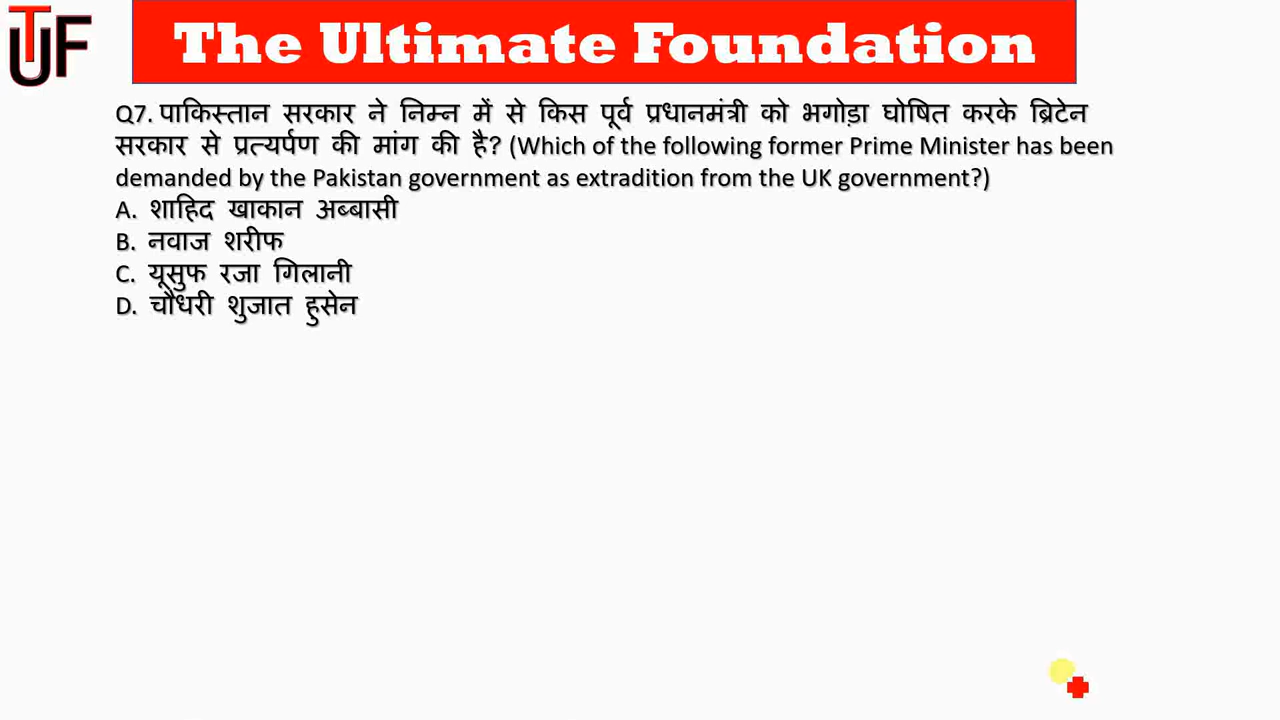 TUF
The Ultimate Foundation
Q7. पाकिस्तान सरकार ने निम्न में से किस पूर्व प्रधानमंत्री को भगोड़ा घोषित करके ब्रिटेन
सरकार से प्रत्यर्पण की मांग की है? (Which of the following former Prime Minister has been
demanded by the Pakistan government as extradition from the UK government?)
A. शाहिद खाकान अब्बासी
B. नवाज शरीफ
C. यूसुफ रजा गिलानी
D. चौधरी शुजात हुसेन